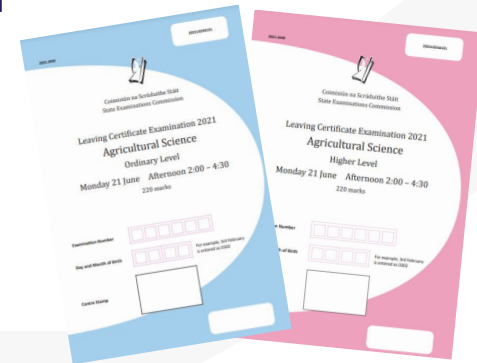 Coimisiún na Scrúduithe Stáit
State Examinations Commission
Leaving Certificate Examination 2021
Agricultural Science
Ordinary Level
Monday 21 June Afternoon 2:00 – 4:30
220 marks
Examination Number
Day and Month of Birth
For example, 3rd February
is entered as 0302
Centre Stamp
Coimisiún na Scrúduithe Stáit
State Examinations Commission
Leaving Certificate Examination 2021
Agricultural Science
Higher Level
Monday 21 June Afternoon 2:00 – 4:30
220 marks
Number
of Birth
For example, 3rd February
is entered as 0302